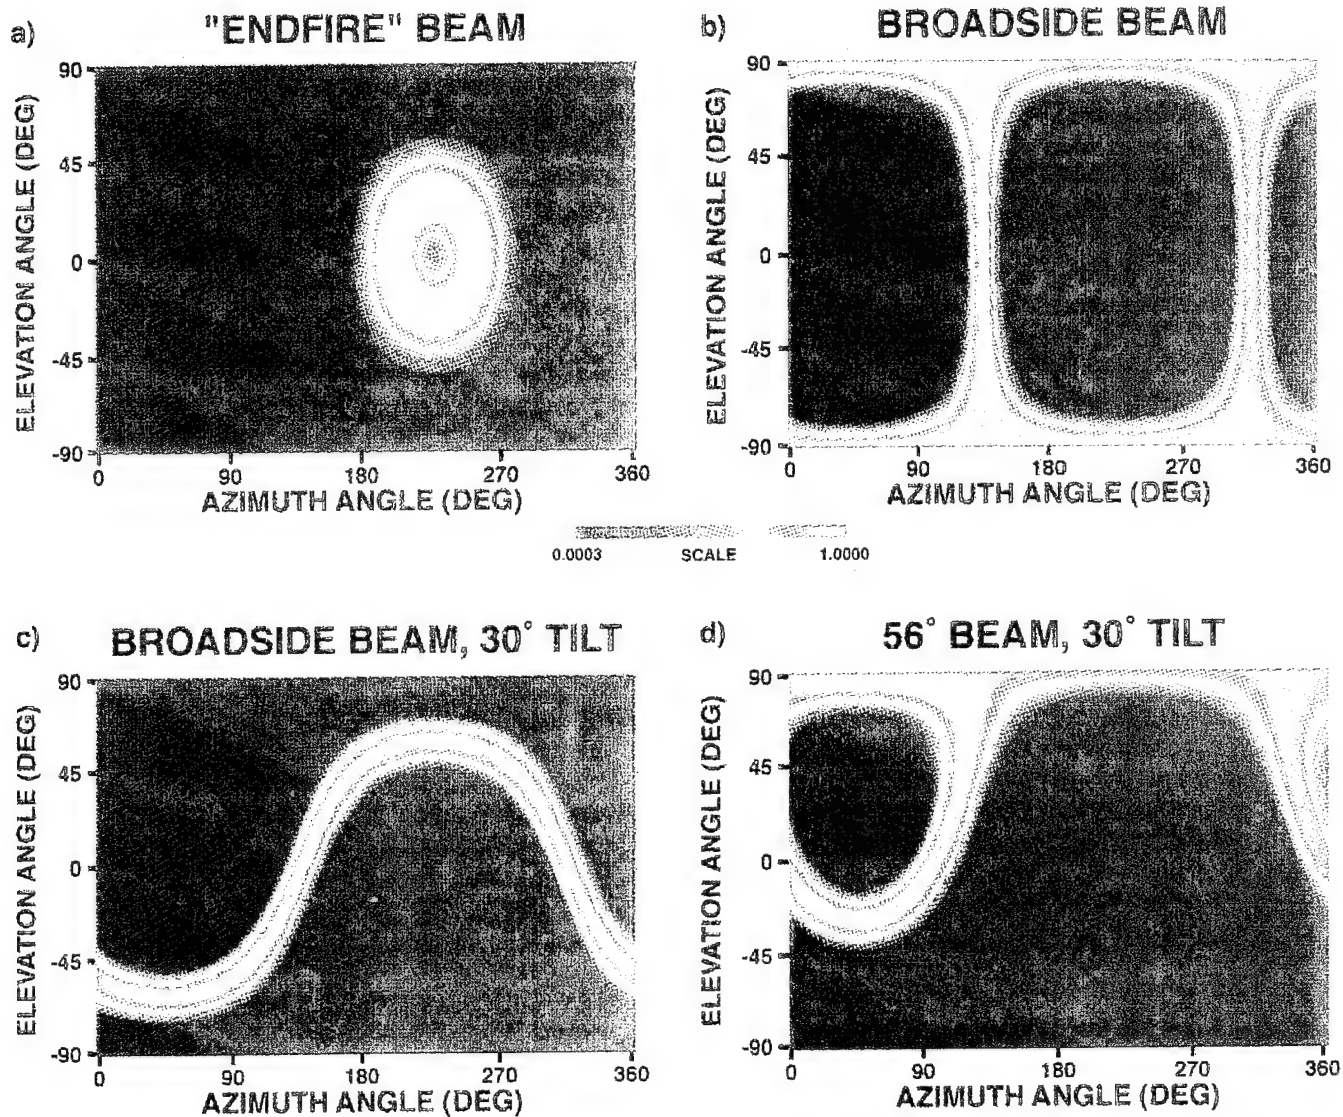 a) "ENDFIRE" BEAM
90
45
0
-45
-90
ELEVATION ANGLE (DEG)
0 90 180 270 360
AZIMUTH ANGLE (DEG)
b) BROADSIDE BEAM
90
45
0
-45
-90
ELEVATION ANGLE (DEG)
0 90 180 270 360
AZIMUTH ANGLE (DEG)
0.0003 SCALE 1.0000
c) BROADSIDE BEAM, 30° TILT
90
45
0
-45
-90
ELEVATION ANGLE (DEG)
0 90 180 270 360
AZIMUTH ANGLE (DEG)
d) 56° BEAM, 30° TILT
90
45
0
-45
-90
ELEVATION ANGLE (DEG)
0 90 180 270 360
AZIMUTH ANGLE (DEG)